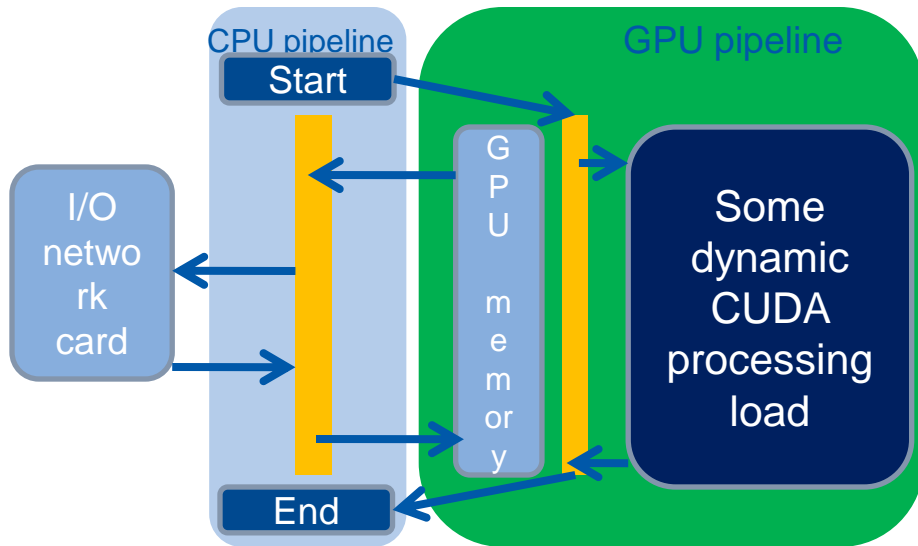 CPU pipeline
GPU pipeline
Start
G
P
U
m
e
m
or
y
I/O
netwo
rk
card
Some
dynamic
CUDA
processing
load
End